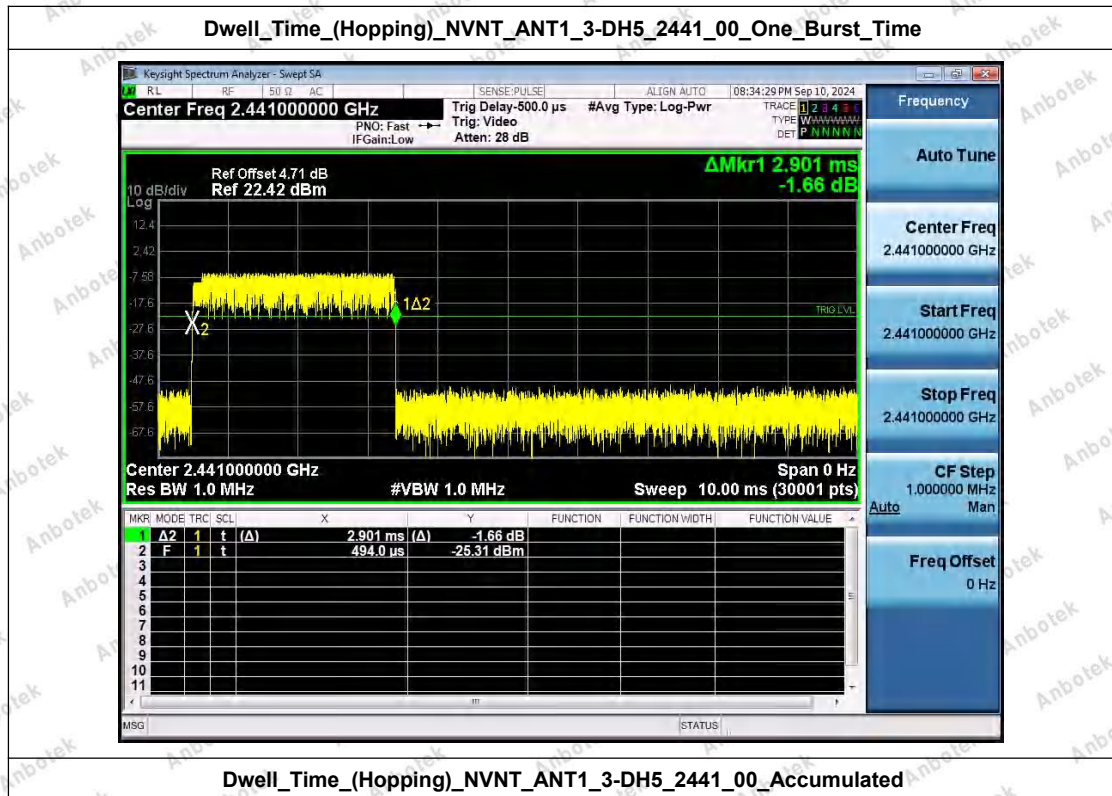 Dwell_Time_(Hopping)_NVNT_ANT1_3-DH5_2441_00_One_Burst_Time
Keysight Spectrum Analyzer - Swept SA
RL RF 50 Ω AC SENSE:PULSE ALIGN AUTO 08:34:29 PM Sep 10, 2024
Center Freq 2.441000000 GHz
PNO: Fast
IFGain:Low
Trig Delay-500.0 µs
Trig: Video
Atten: 28 dB
#Avg Type: Log-Pwr
TRACE 1 2 3 4 5 6
TYPE W
DET P N N N N N
ΔMkr1 2.901 ms
-1.66 dB
Ref Offset 4.71 dB
10 dB/div Ref 22.42 dBm
Log
12.4
2.42
-7.58
-17.6
-27.6
-37.6
-47.6
-57.6
-67.6
1Δ2
2
TRIG LVL
Center 2.441000000 GHz Span 0 Hz
Res BW 1.0 MHz #VBW 1.0 MHz Sweep 10.00 ms (30001 pts)
MKR MODE TRC SCL X Y FUNCTION FUNCTION WIDTH FUNCTION VALUE
1 Δ2 1 t (Δ) 2.901 ms (Δ) -1.66 dB
2 F 1 t 494.0 µs -25.31 dBm
3
4
5
6
7
8
9
10
11
MSG STATUS
Frequency
Auto Tune
Center Freq
2.441000000 GHz
Start Freq
2.441000000 GHz
Stop Freq
2.441000000 GHz
CF Step
1.000000 MHz
Auto Man
Freq Offset
0 Hz
Dwell_Time_(Hopping)_NVNT_ANT1_3-DH5_2441_00_Accumulated
Anbotek